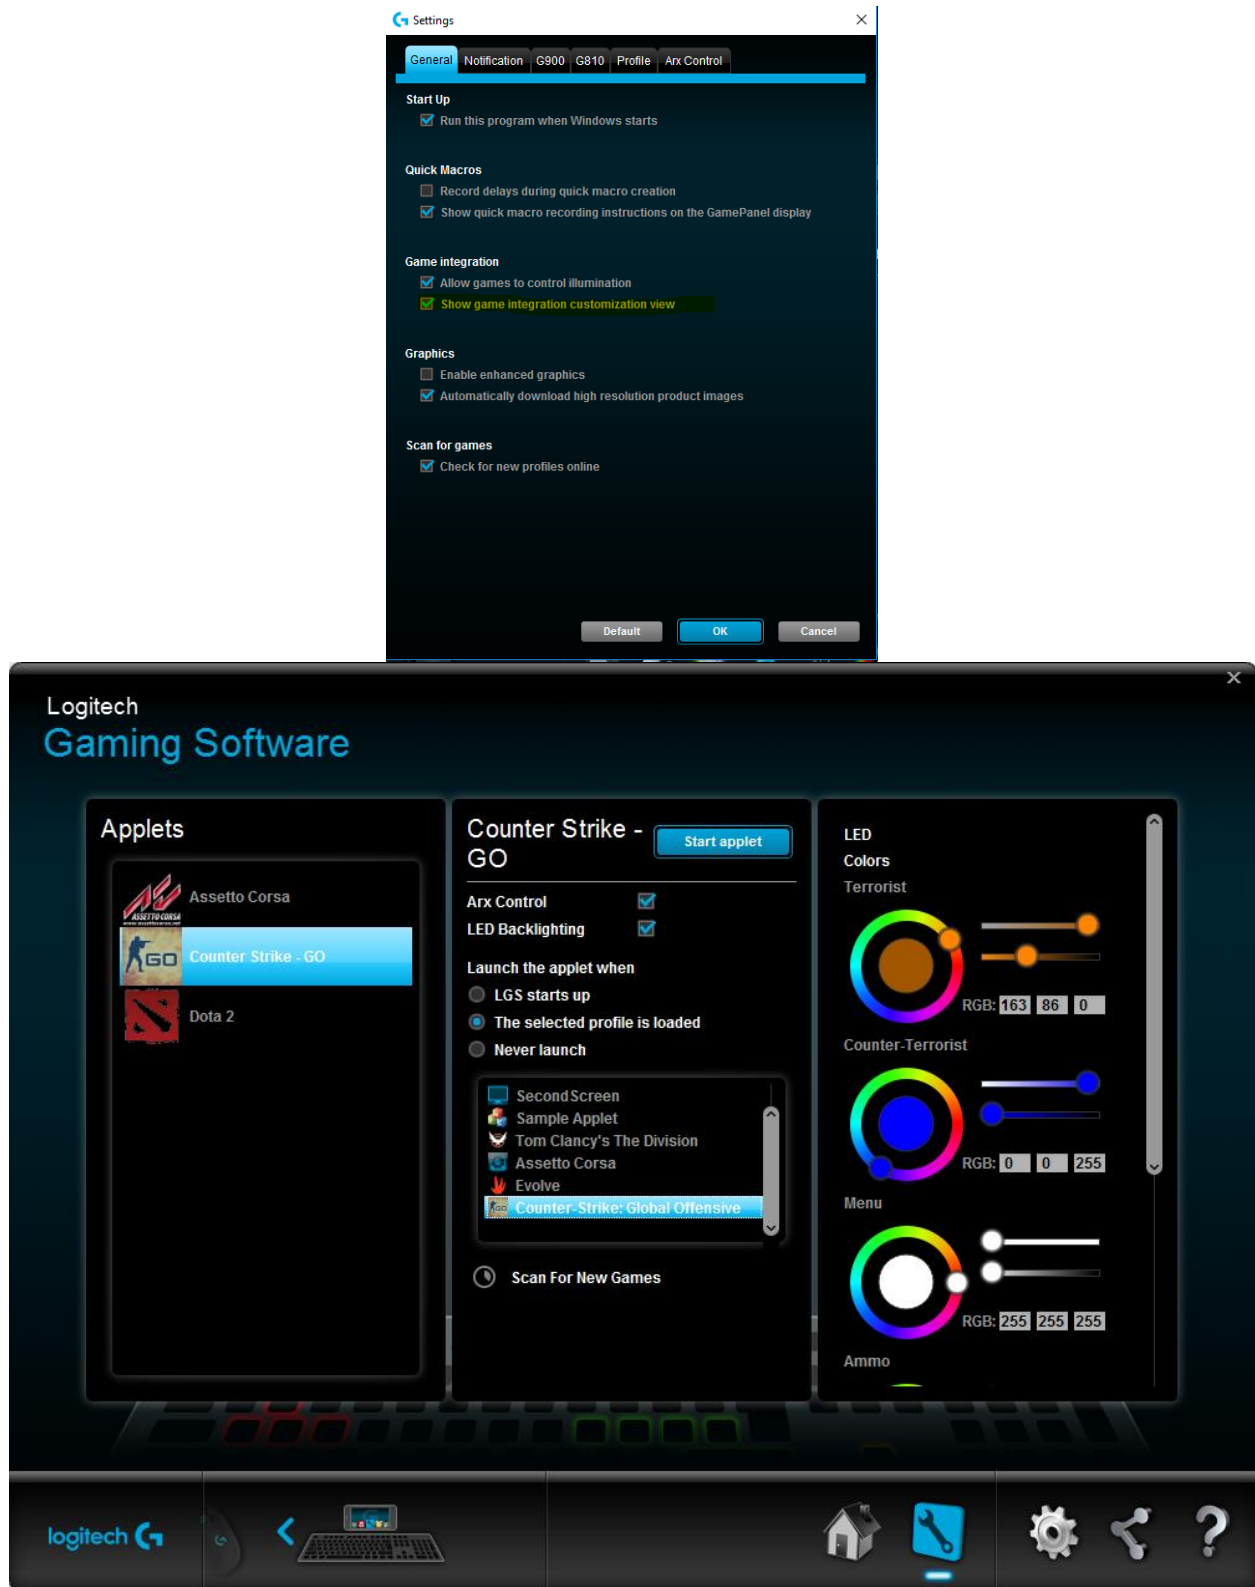 Settings
General Notification G900 G810 Profile Arx Control
Start Up
Run this program when Windows starts
Quick Macros
Record delays during quick macro creation
Show quick macro recording instructions on the GamePanel display
Game integration
Allow games to control illumination
Show game integration customization view
Graphics
Enable enhanced graphics
Automatically download high resolution product images
Scan for games
Check for new profiles online
Default OK Cancel
Logitech
Gaming Software
Applets
ASSETTO CORSA
Assetto Corsa
GO
Counter Strike - GO
Dota 2
Counter Strike -
GO
Start applet
Arx Control
LED Backlighting
Launch the applet when
LGS starts up
The selected profile is loaded
Never launch
SecondScreen
Sample Applet
Tom Clancy's The Division
Assetto Corsa
Evolve
GO
Counter-Strike: Global Offensive
Scan For New Games
LED
Colors
Terrorist
RGB: 163 86 0
Counter-Terrorist
RGB: 0 0 255
Menu
RGB: 255 255 255
Ammo
logitech G